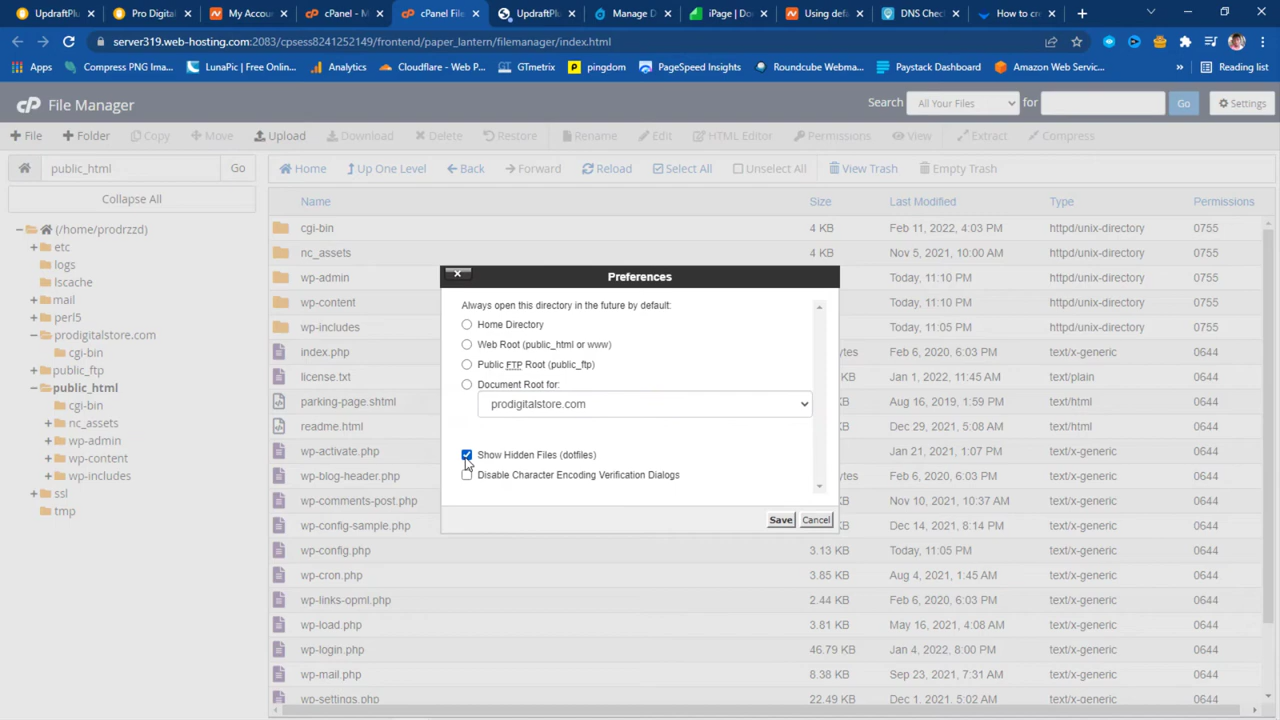 UpdraftPlu
Pro Digital
My Accou
cPanel - M
cPanel File
UpdraftPlu
Manage D
iPage | Do
Using defa
DNS Chec
How to cre
server319.web-hosting.com:2083/cpsess8241252149/frontend/paper_lantern/filemanager/index.html
Apps
Compress PNG Ima...
LunaPic | Free Onlin...
Analytics
Cloudflare - Web P...
GTmetrix
pingdom
PageSpeed Insights
Roundcube Webma...
Paystack Dashboard
Amazon Web Servic...
»
Reading list
cP File Manager
Search All Your Files for Go Settings
File
Folder
Copy
Move
Upload
Download
Delete
Restore
Rename
Edit
HTML Editor
Permissions
View
Extract
Compress
public_html Go
Home
Up One Level
Back
Forward
Reload
Select All
Unselect All
View Trash
Empty Trash
Collapse All
(/home/prodrzzd)
etc
logs
lscache
mail
perl5
prodigitalstore.com
cgi-bin
public_ftp
public_html
cgi-bin
nc_assets
wp-admin
wp-content
wp-includes
ssl
tmp
Name Size Last Modified Type Permissions
cgi-bin 4 KB Feb 11, 2022, 4:03 PM httpd/unix-directory 0755
nc_assets 4 KB Nov 5, 2021, 10:00 AM httpd/unix-directory 0755
wp-admin Today, 11:10 PM httpd/unix-directory 0755
wp-content Today, 11:10 PM httpd/unix-directory 0755
wp-includes Today, 11:10 PM httpd/unix-directory 0755
index.php ytes Feb 6, 2020, 6:03 PM text/x-generic 0644
license.txt Jan 1, 2022, 4:42 AM text/plain 0644
parking-page.shtml Aug 16, 2019, 1:59 PM text/x-generic 0644
readme.html Dec 29, 2021, 5:08 AM text/x-generic 0644
wp-activate.php Jan 21, 2021, 1:07 PM text/x-generic 0644
wp-blog-header.php ytes Feb 6, 2020, 6:03 PM text/x-generic 0644
wp-comments-post.php Nov 10, 2021, 10:37 AM text/x-generic 0644
wp-config-sample.php Dec 14, 2021, 8:14 PM text/x-generic 0644
wp-config.php 3.13 KB Today, 11:05 PM text/x-generic 0644
wp-cron.php 3.85 KB Aug 4, 2021, 1:45 AM text/x-generic 0644
wp-links-opml.php 2.44 KB Feb 6, 2020, 6:03 PM text/x-generic 0644
wp-load.php 3.81 KB May 16, 2021, 4:08 AM text/x-generic 0644
wp-login.php 46.79 KB Jan 4, 2022, 8:00 PM text/x-generic 0644
wp-mail.php 8.38 KB Sep 23, 2021, 7:31 AM text/x-generic 0644
wp-settings.php 22.49 KB Dec 1, 2021, 5:02 AM text/x-generic 0644
Preferences
Always open this directory in the future by default:
Home Directory
Web Root (public_html or www)
Public FTP Root (public_ftp)
Document Root for:
prodigitalstore.com
Show Hidden Files (dotfiles)
Disable Character Encoding Verification Dialogs
Save Cancel